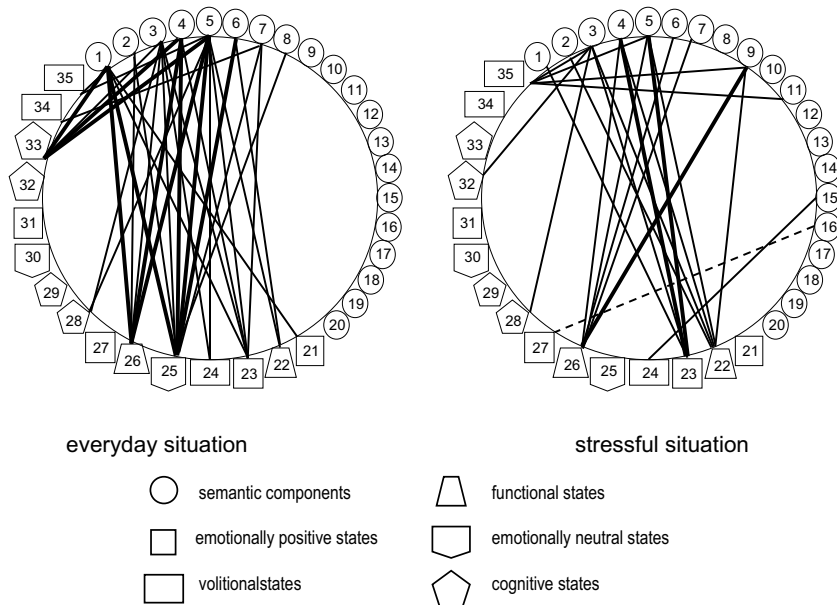 1 2 3 4 5 6 7 8 9 10 11 12 13 14 15 16 17 18 19 20 21 22 23 24 25 26 27 28 29 30 31 32 33 34 35
1 2 3 4 5 6 7 8 9 10 11 12 13 14 15 16 17 18 19 20 21 22 23 24 25 26 27 28 29 30 31 32 33 34 35
everyday situation
stressful situation
semantic components
functional states
emotionally positive states
emotionally neutral states
volitionalstates
cognitive states